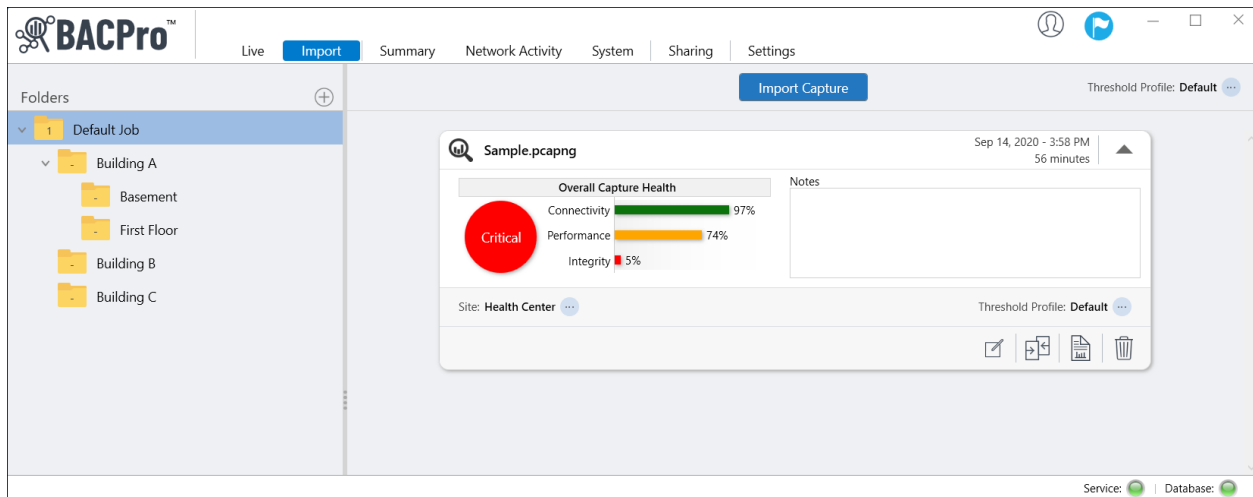 BACPro™
Live Import Summary Network Activity System Sharing Settings
Folders
Import Capture
Threshold Profile: Default ...
1 Default Job
- Building A
- Basement
- First Floor
- Building B
- Building C
Sample.pcapng
Sep 14, 2020 - 3:58 PM
56 minutes
Overall Capture Health
Critical
Connectivity 97%
Performance 74%
Integrity 5%
Notes
Site: Health Center ...
Threshold Profile: Default ...
Service: | Database: